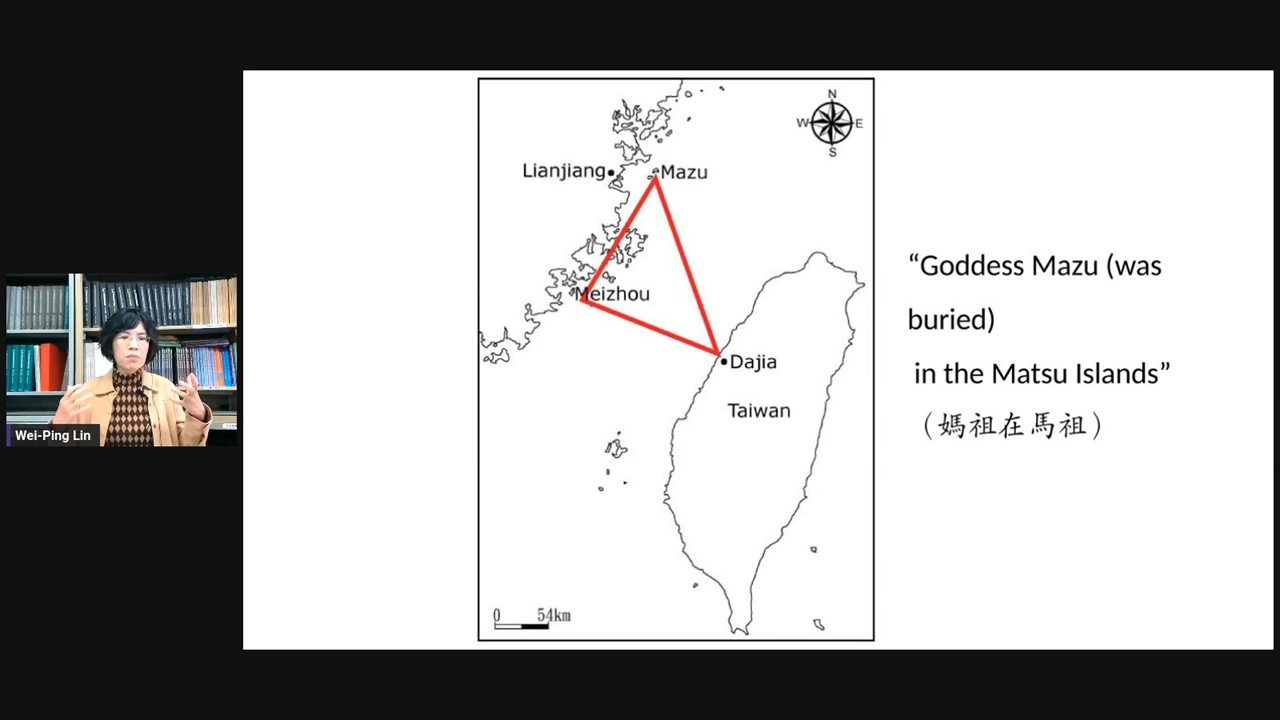 N
W
E
S
Lianjiang
Mazu
Meizhou
Dajia
Taiwan
0 54km
“Goddess Mazu (was
buried)
in the Matsu Islands”
（媽祖在馬祖）
Wei-Ping Lin